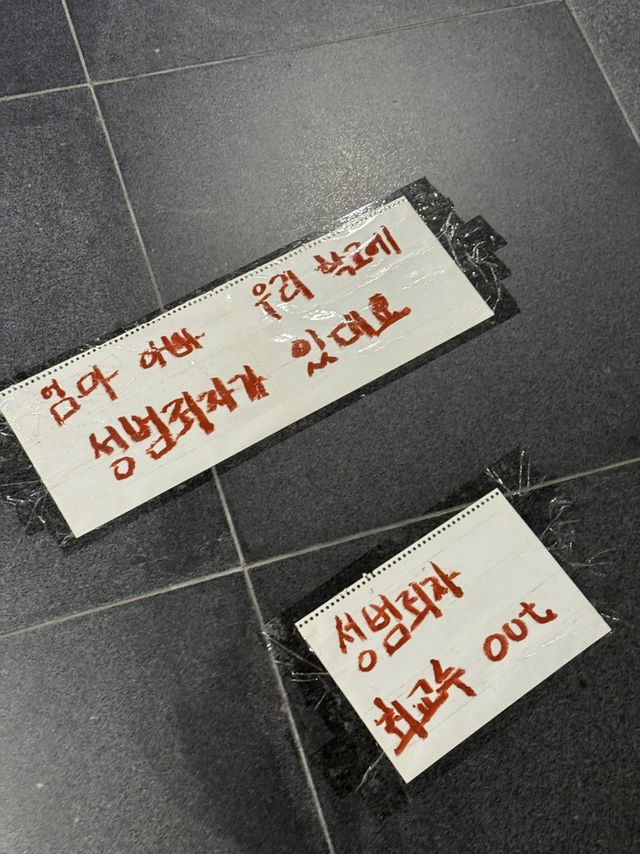 엄마 아빠 우리 학교에
성범죄자가 있대요
성범죄자
최교수 out